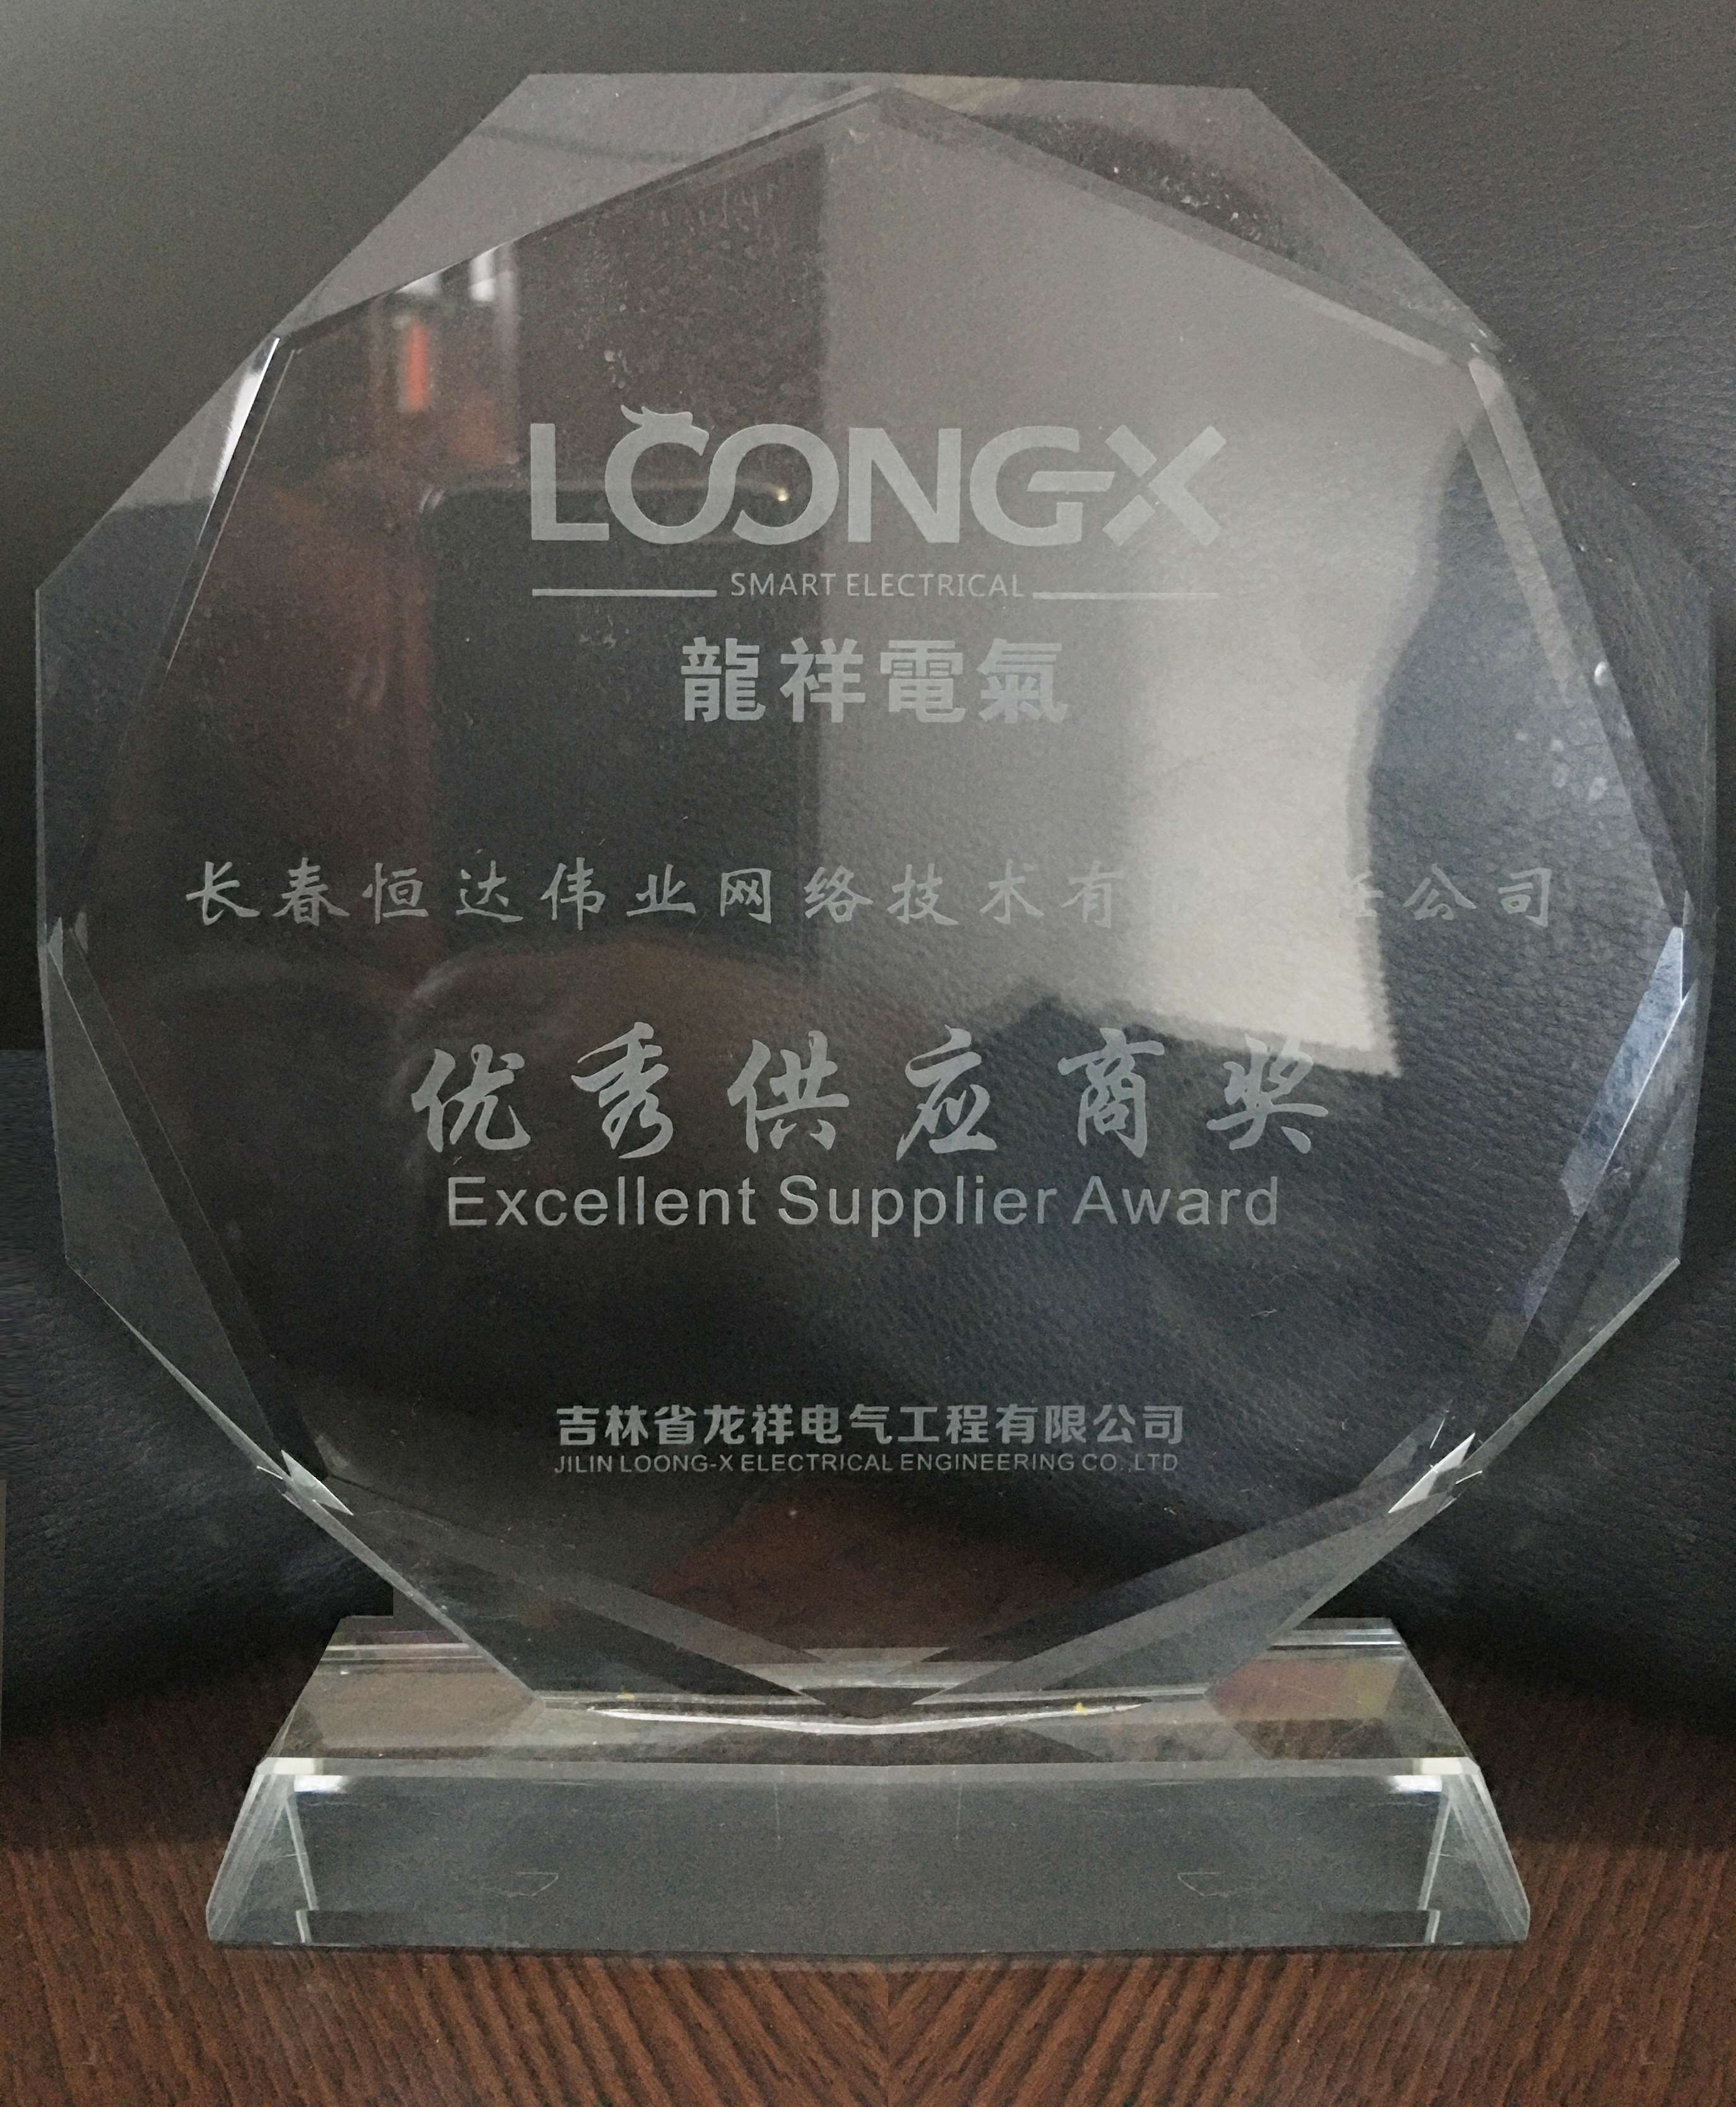 LOONG-X
SMART ELECTRICAL
龍祥電氣
长春恒达伟业网络技术有 任公司
优秀供应商奖
Excellent Supplier Award
吉林省龙祥电气工程有限公司
JILIN LOONG-X ELECTRICAL ENGINEERING CO.,LTD